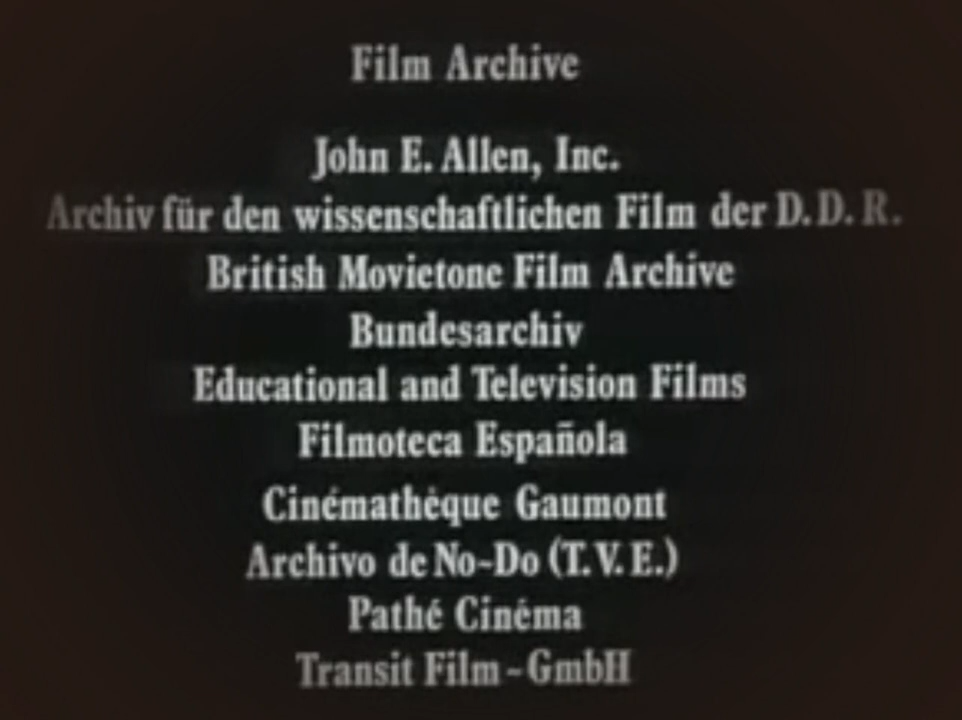 Film Archive
John E. Allen, Inc.
Archiv für den wissenschaftlichen Film der D.D.R.
British Movietone Film Archive
Bundesarchiv
Educational and Television Films
Filmoteca Española
Cinémathèque Gaumont
Archivo de No-Do (T.V.E.)
Pathé Cinéma
Transit Film-GmbH